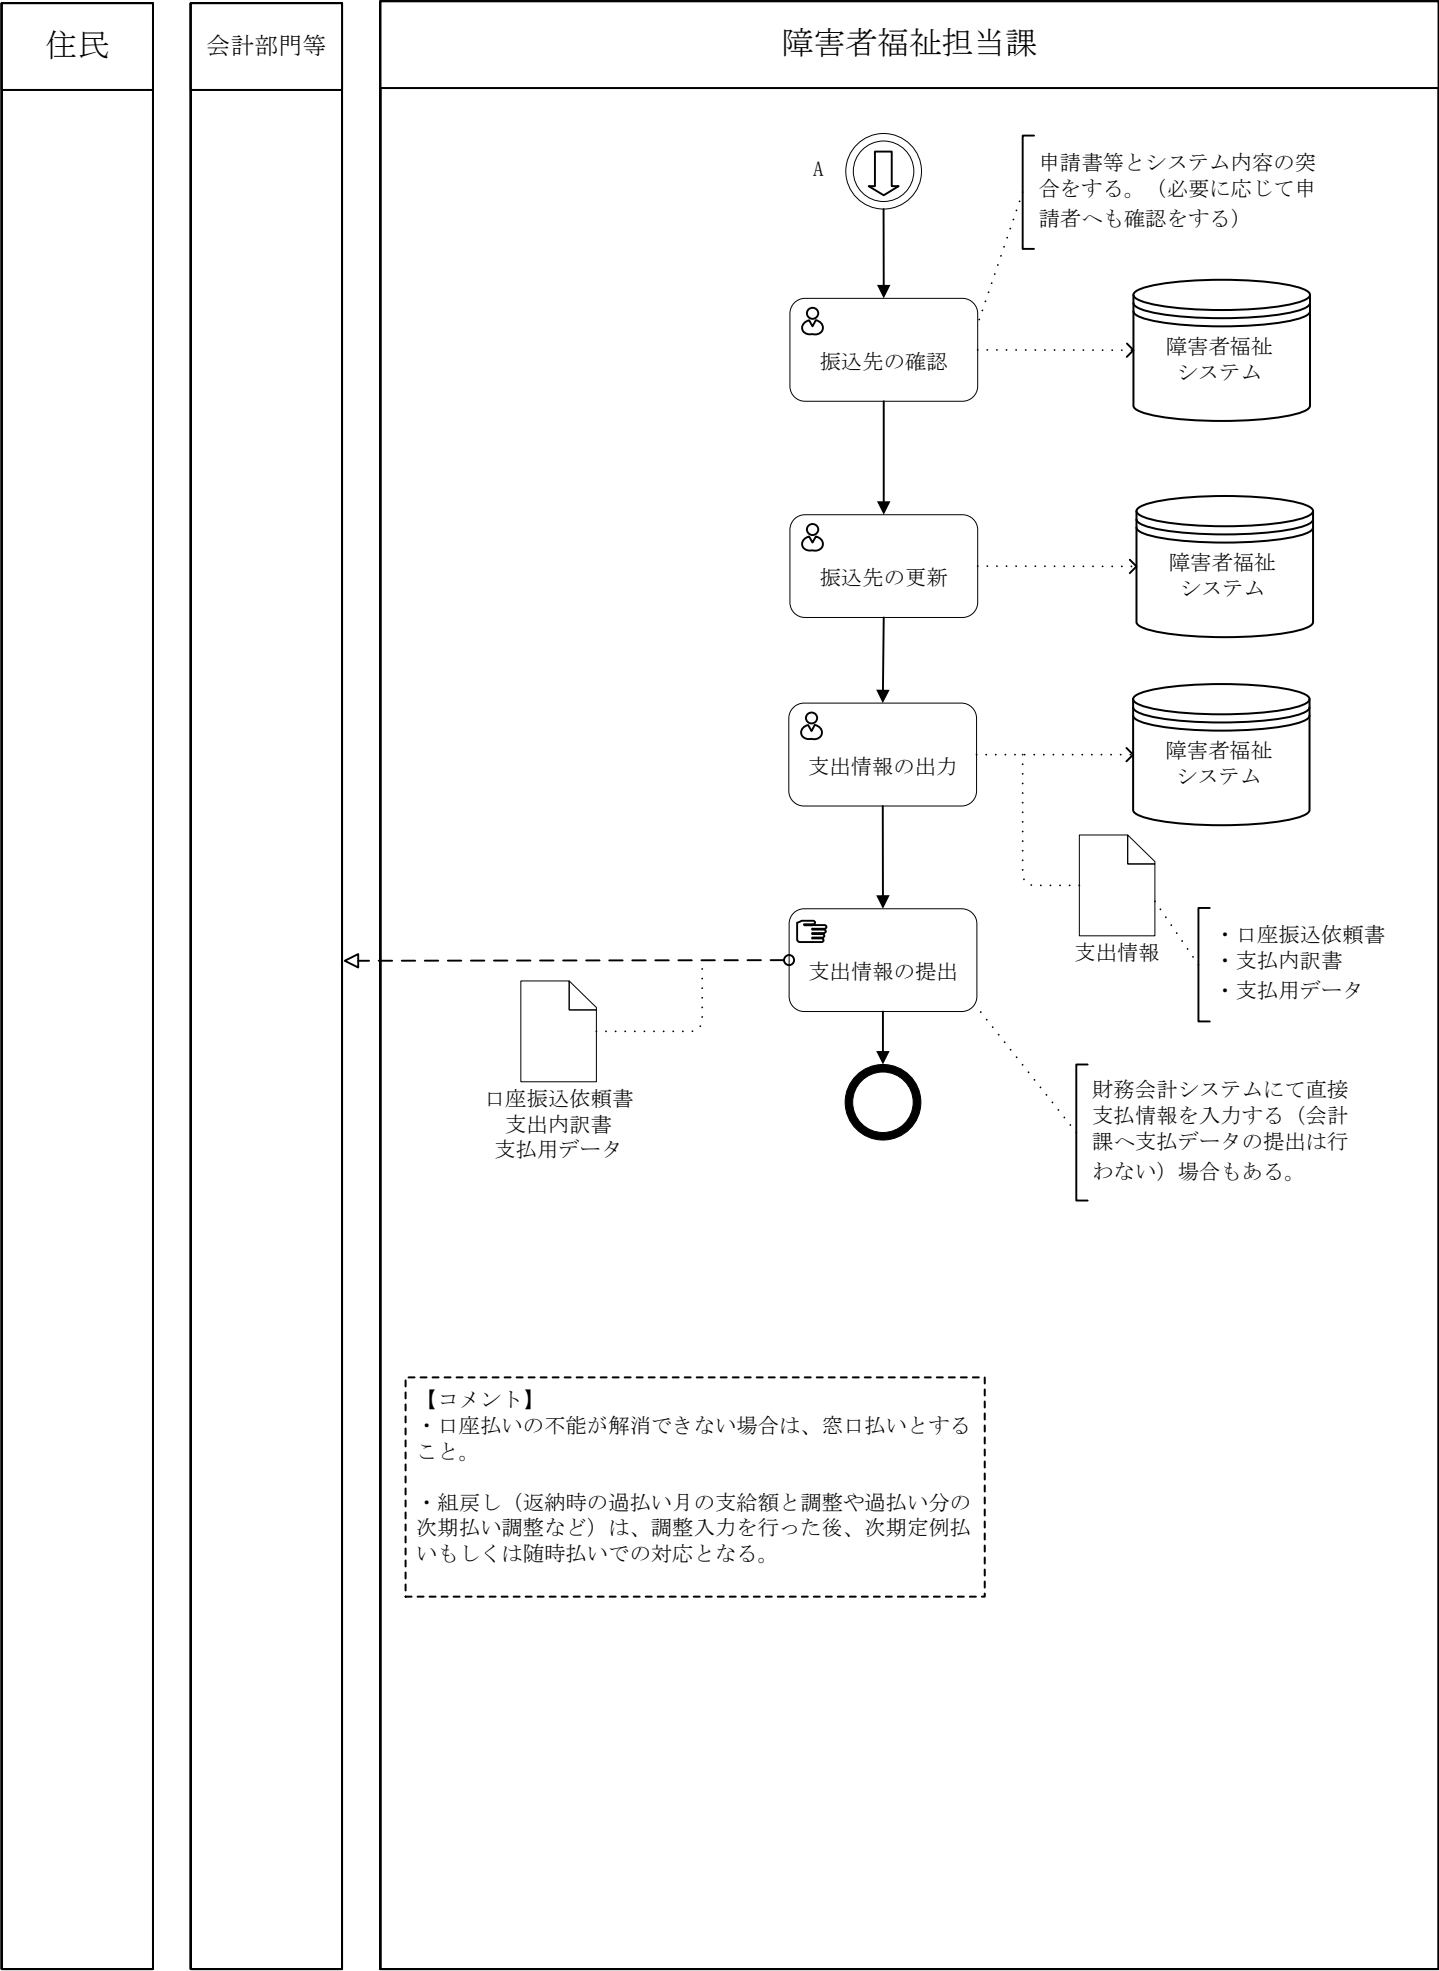 住民
会計部門等
障害者福祉担当課
A
申請書等とシステム内容の突
合をする。（必要に応じて申
請者へも確認をする）
振込先の確認
障害者福祉
システム
振込先の更新
障害者福祉
システム
支出情報の出力
障害者福祉
システム
支出情報
・口座振込依頼書
・支払内訳書
・支払用データ
支出情報の提出
口座振込依頼書
支出内訳書
支払用データ
財務会計システムにて直接
支払情報を入力する（会計
課へ支払データの提出は行
わない）場合もある。
【コメント】
・口座払いの不能が解消できない場合は、窓口払いとする
こと。
・組戻し（返納時の過払い月の支給額と調整や過払い分の
次期払い調整など）は、調整入力を行った後、次期定例払
いもしくは随時払いでの対応となる。